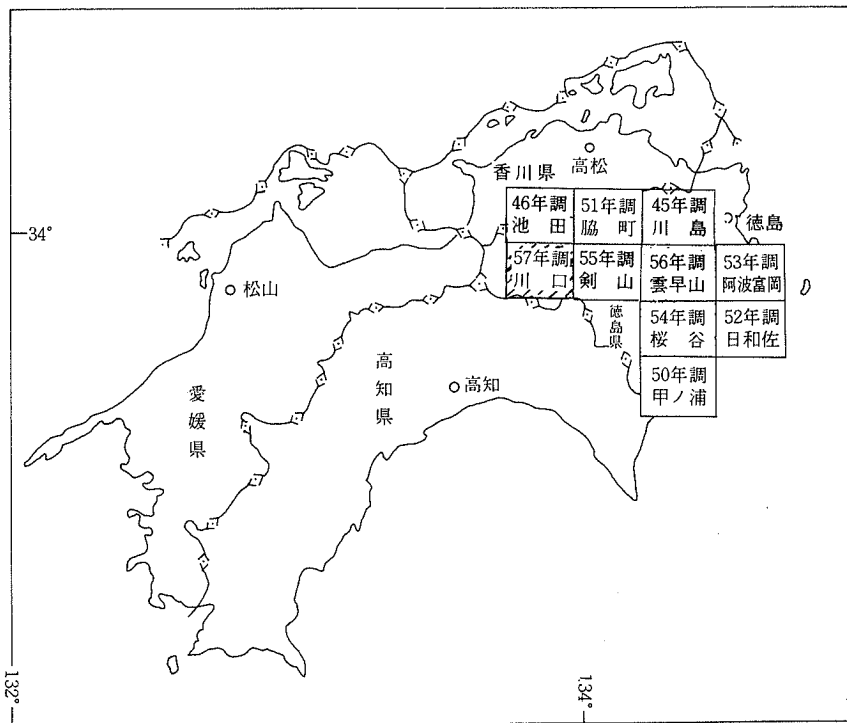 香川県
高松
46年調
池田
51年調
脇町
45年調
川島
徳島
34°
57年調
川口
55年調
剣山
56年調
雲早山
53年調
阿波富岡
松山
徳島県
54年調
桜谷
52年調
日和佐
高知県
高知
愛媛県
50年調
甲ノ浦
132°
134°